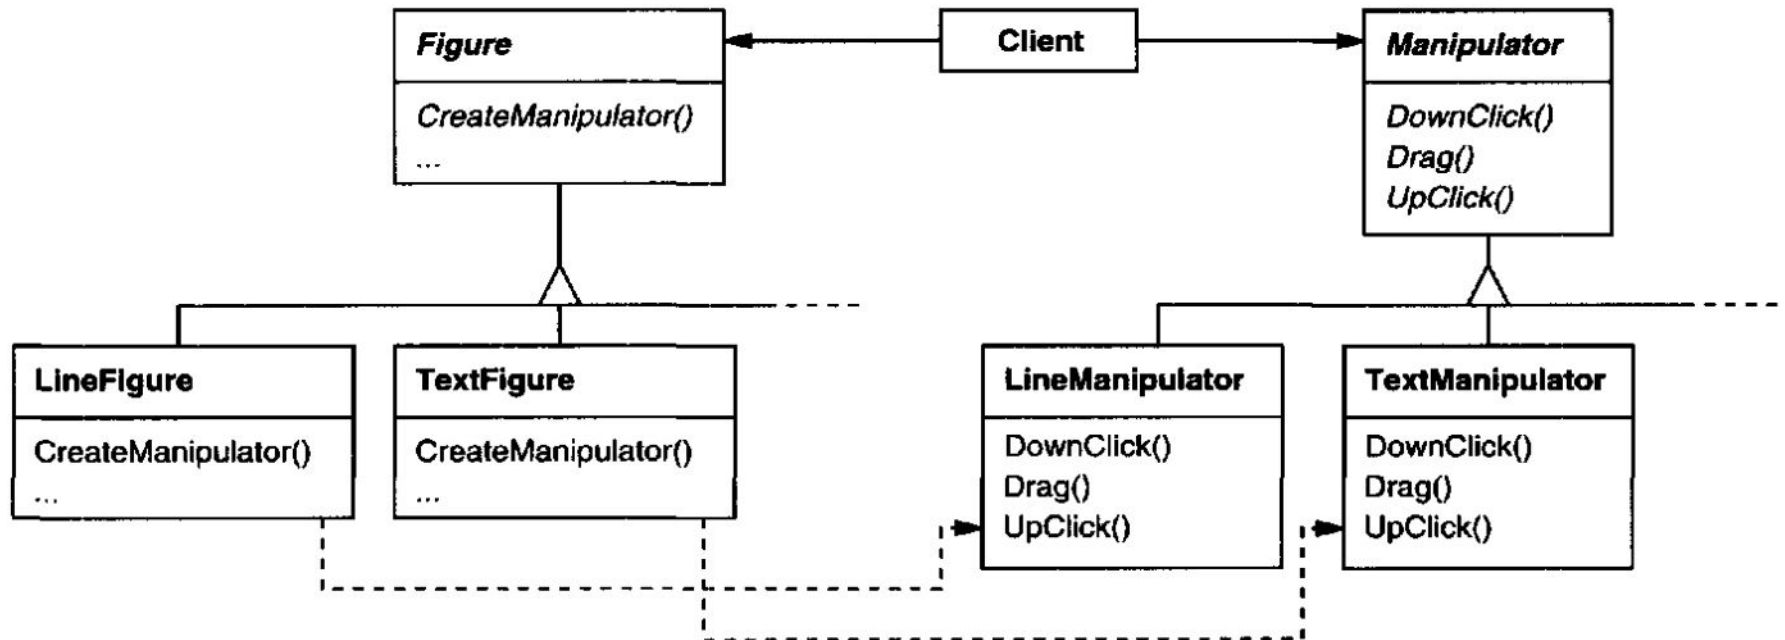 Figure
CreateManipulator()
...
Client
Manipulator
DownClick()
Drag()
UpClick()
LineFigure
CreateManipulator()
...
TextFigure
CreateManipulator()
...
LineManipulator
DownClick()
Drag()
UpClick()
TextManipulator
DownClick()
Drag()
UpClick()